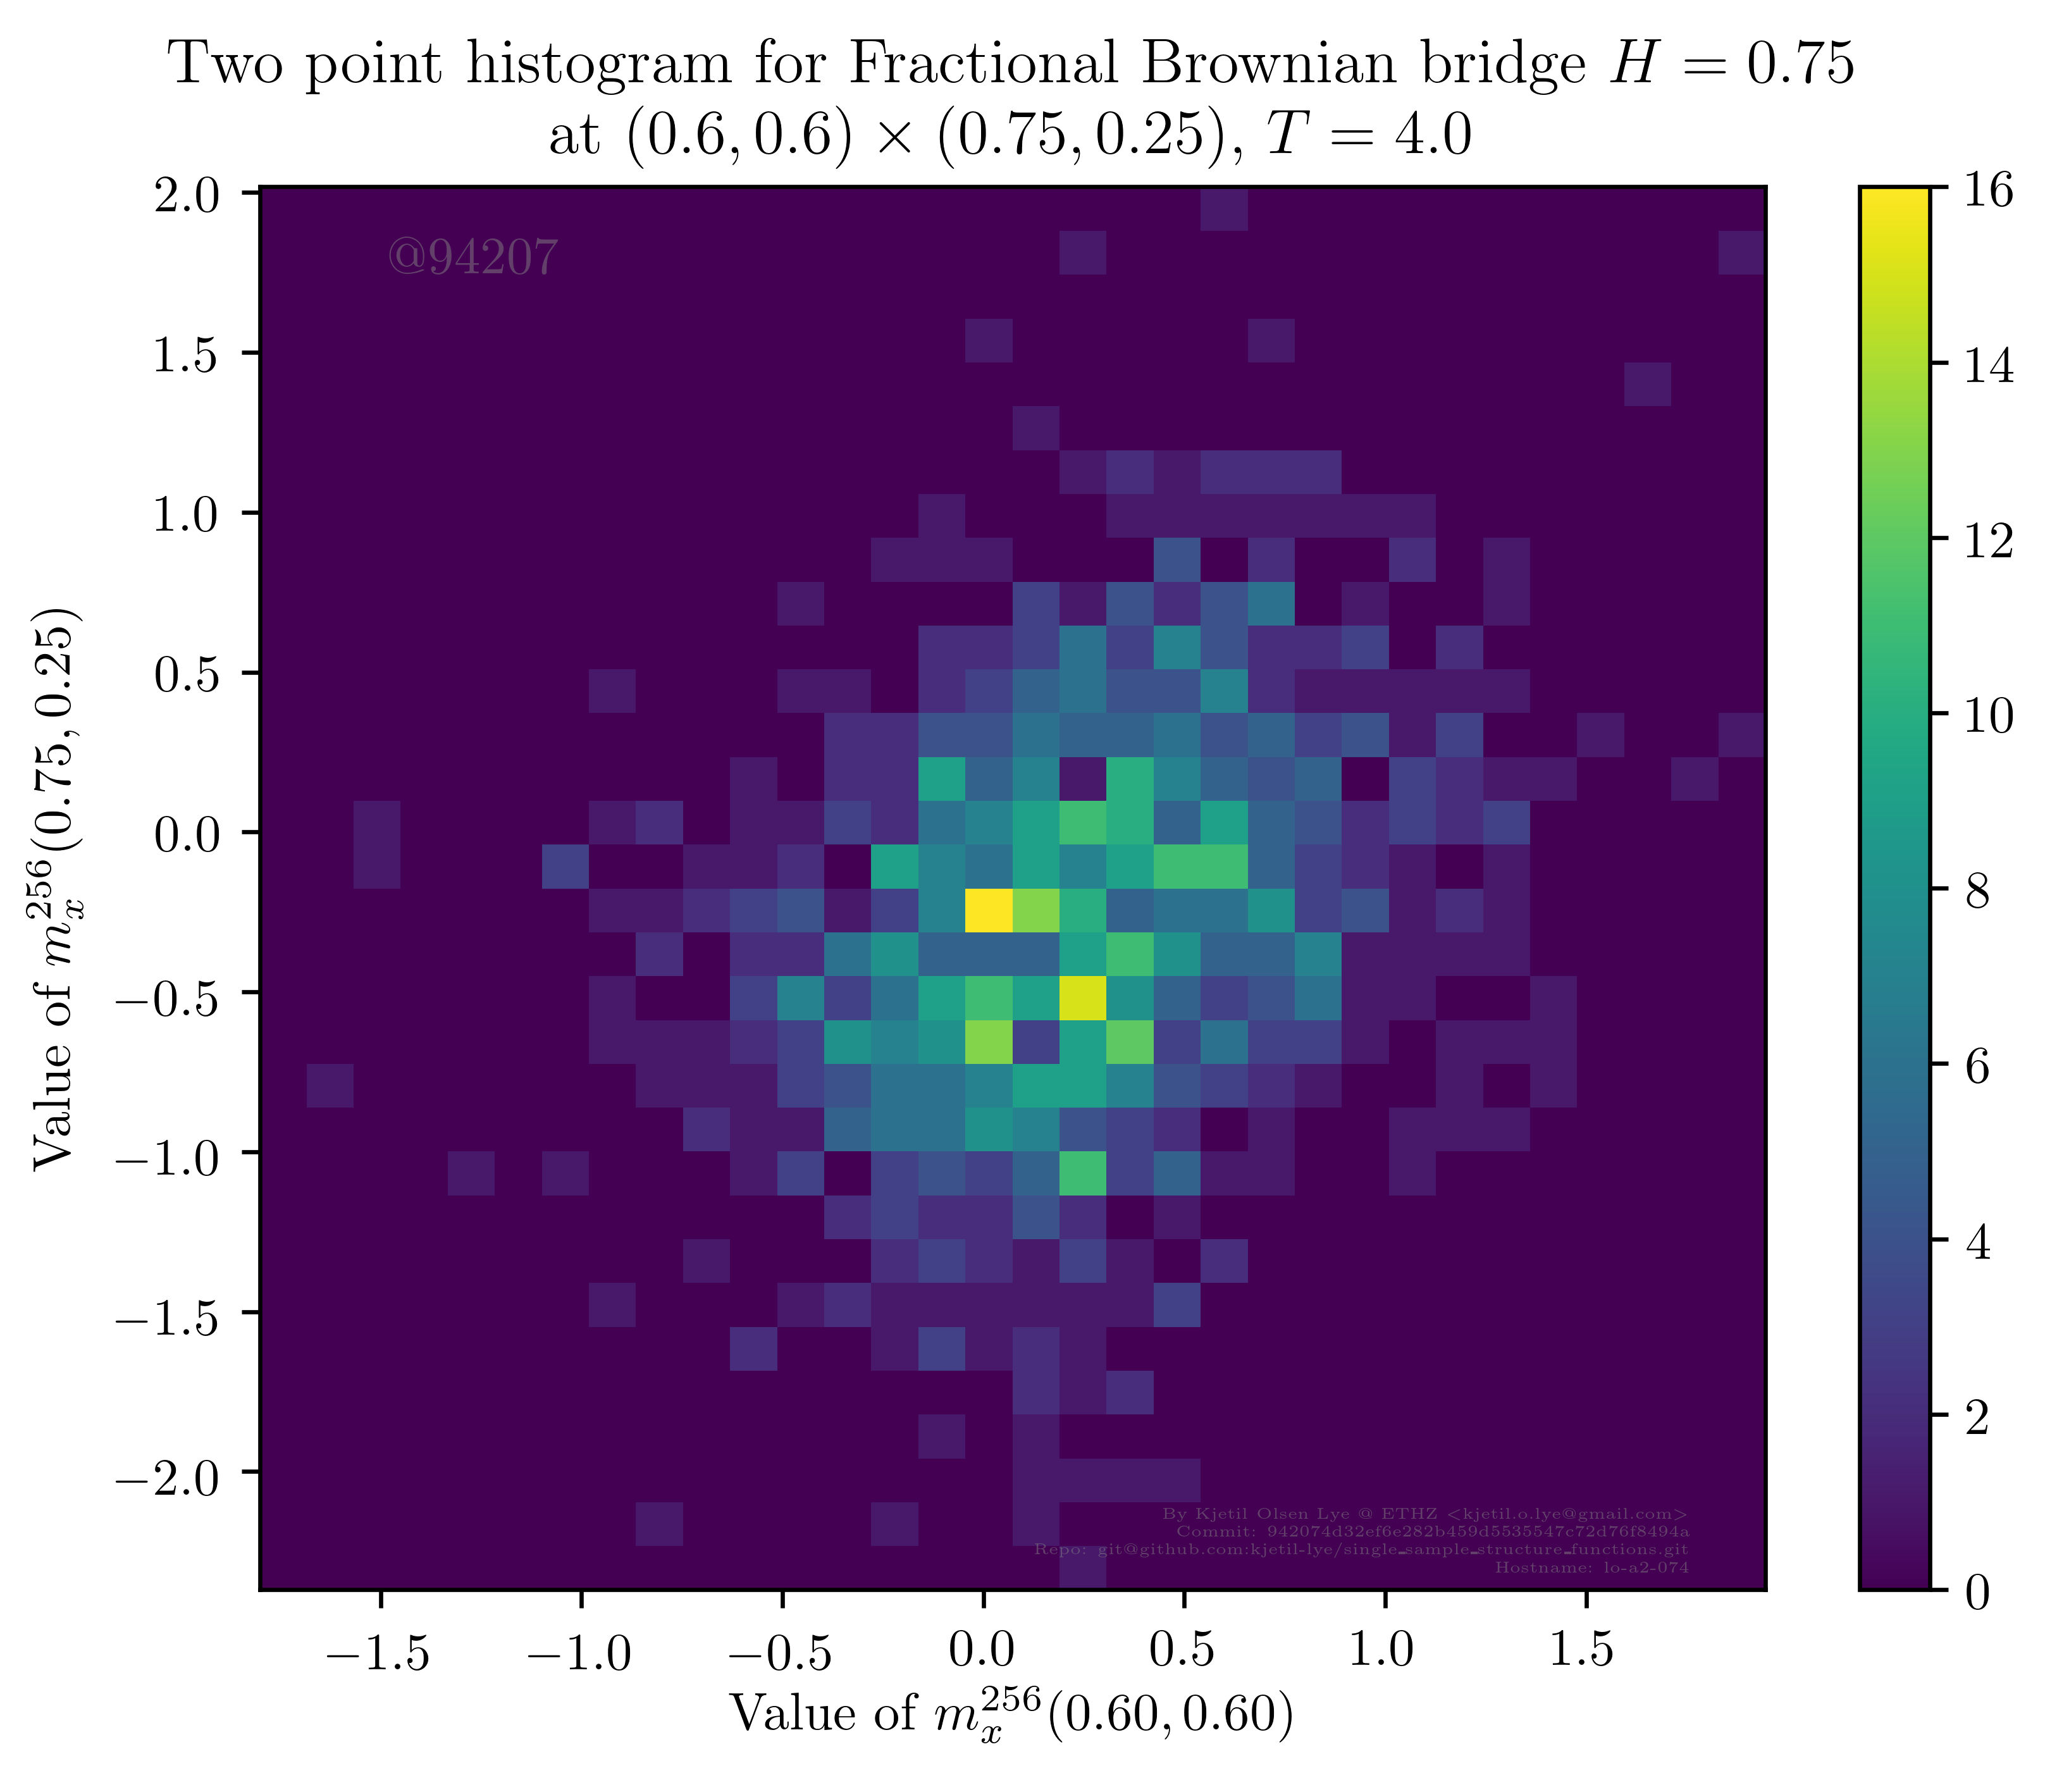 Two point histogram for Fractional Brownian bridge H = 0.75
at (0.6, 0.6) × (0.75, 0.25), T = 4.0
@94207
2.0
1.5
1.0
0.5
0.0
−0.5
−1.0
−1.5
−2.0
Value of m_x^256(0.75, 0.25)
16
14
12
10
8
6
4
2
0
By Kjetil Olsen Lye @ ETHZ <kjetil.o.lye@gmail.com>
Commit: 942074d32ef6e282b459d5535547c72d76f8494a
Repo: git@github.com:kjetil-lye/single_sample_structure_functions.git
Hostname: lo-a2-074
−1.5 −1.0 −0.5 0.0 0.5 1.0 1.5
Value of m_x^256(0.60, 0.60)